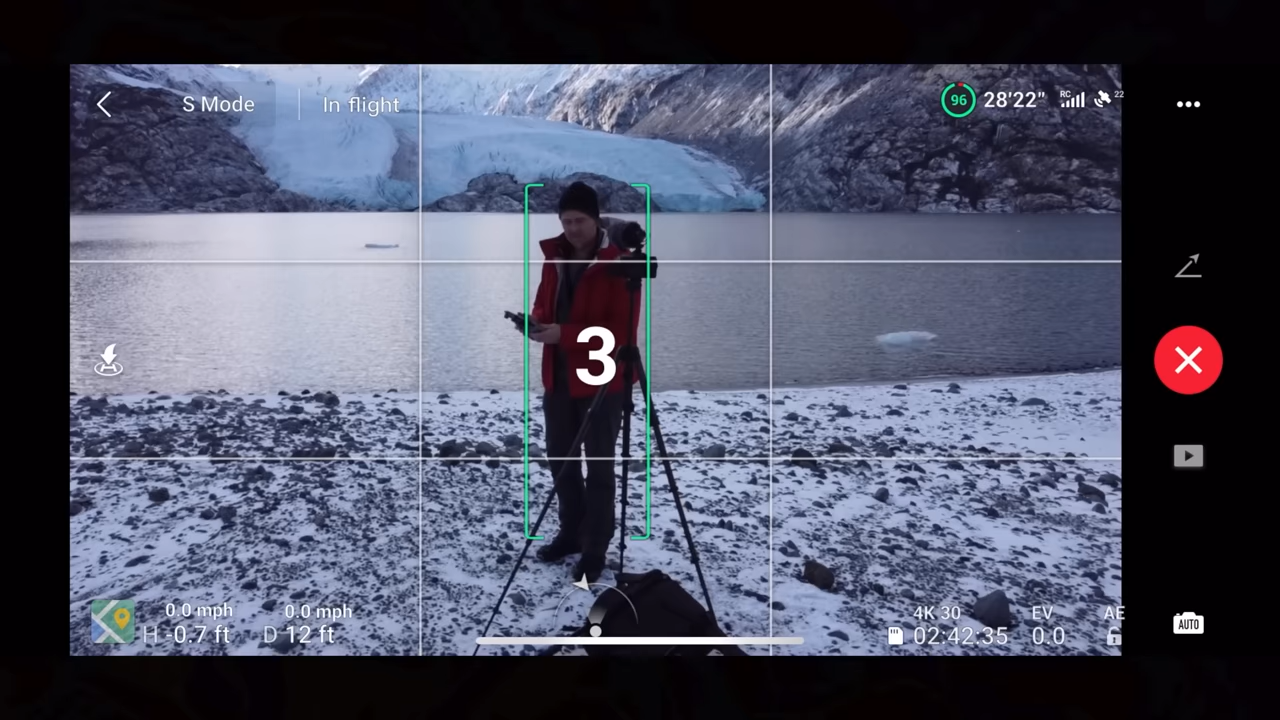 S Mode
In flight
96
28'22"
RC
22
3
0.0 mph
0.0 mph
H -0.7 ft
D 12 ft
4K 30
EV
AE
02:42:35
0.0
AUTO